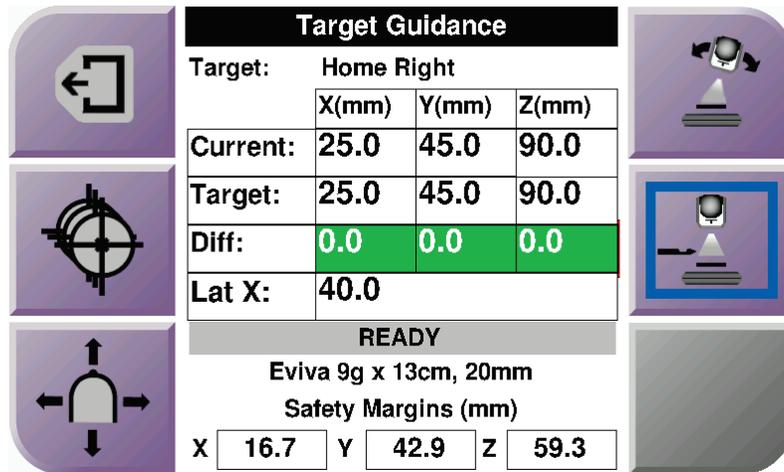 Target Guidance
Target: Home Right
X(mm) Y(mm) Z(mm)
Current: 25.0 45.0 90.0
Target: 25.0 45.0 90.0
Diff: 0.0 0.0 0.0
Lat X: 40.0
READY
Eviva 9g x 13cm, 20mm
Safety Margins (mm)
X 16.7 Y 42.9 Z 59.3